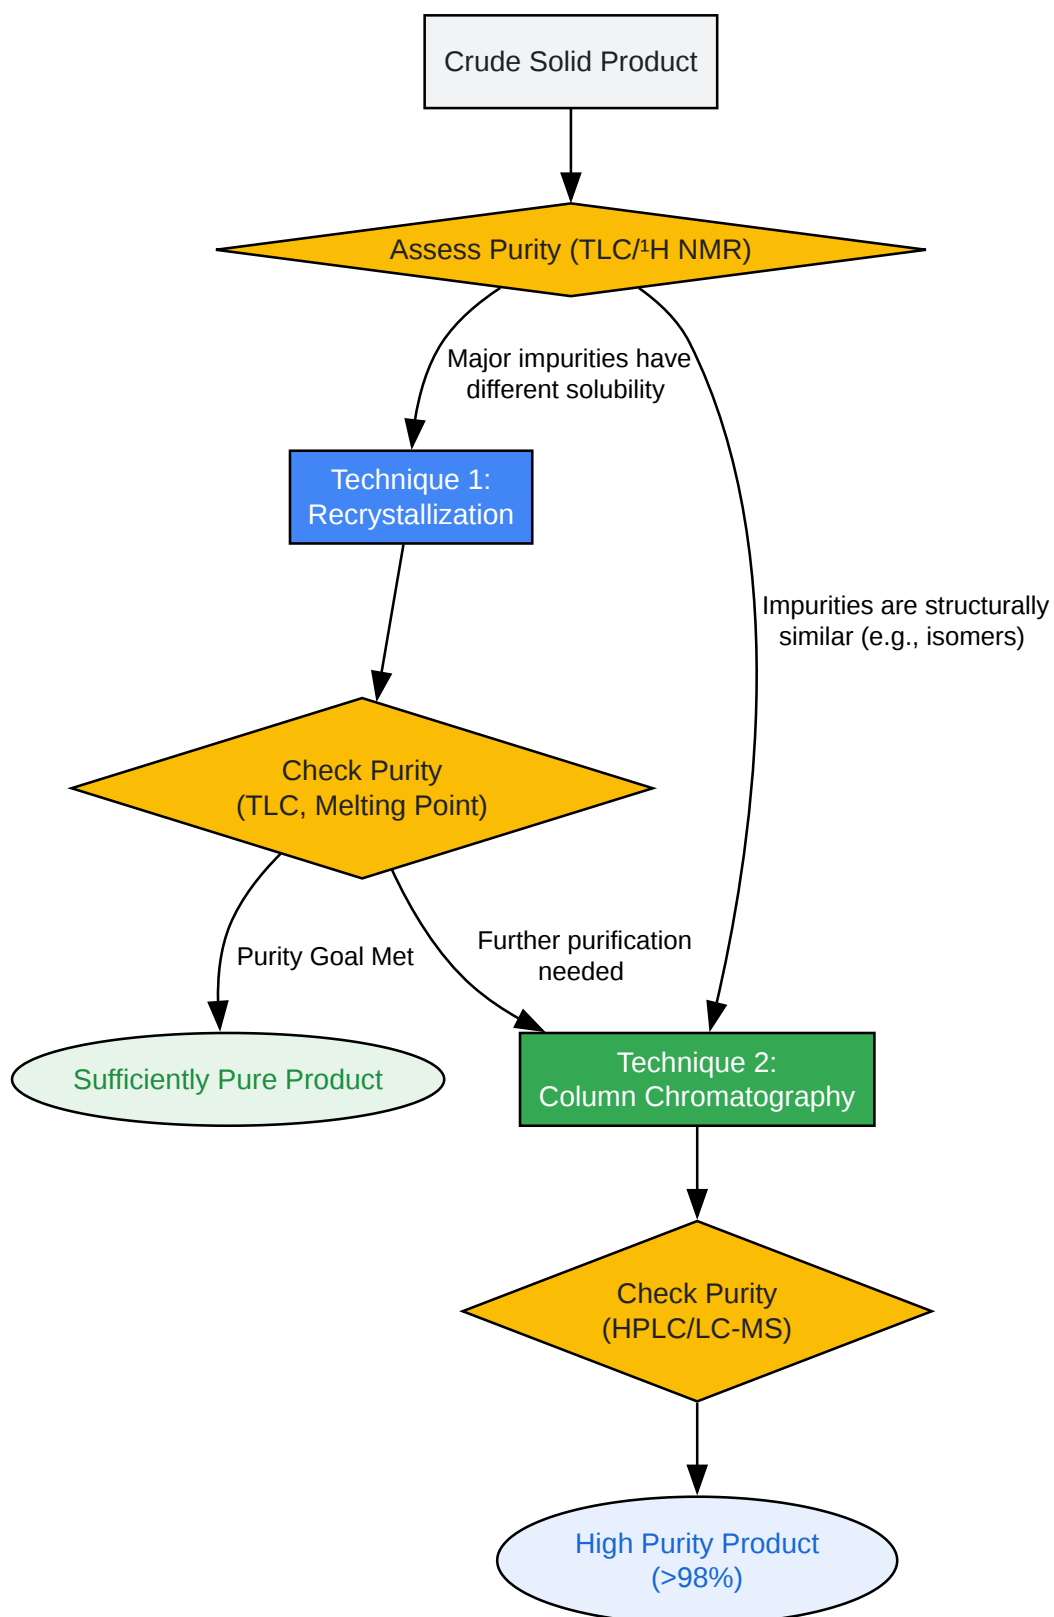 Crude Solid Product
Assess Purity (TLC/¹H NMR)
Major impurities have
different solubility
Technique 1:
Recrystallization
Impurities are structurally
similar (e.g., isomers)
Check Purity
(TLC, Melting Point)
Purity Goal Met
Further purification
needed
Sufficiently Pure Product
Technique 2:
Column Chromatography
Check Purity
(HPLC/LC-MS)
High Purity Product
(>98%)